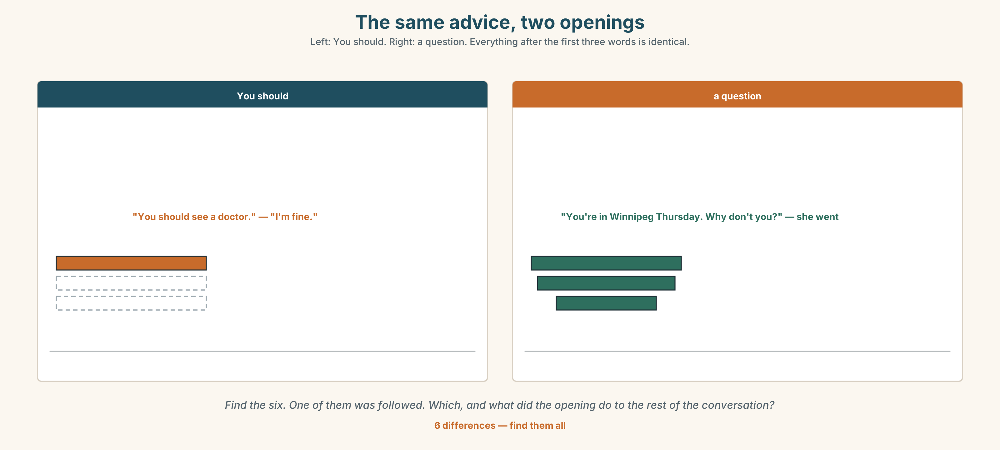 The same advice, two openings
Left: You should. Right: a question. Everything after the first three words is identical.
You should
a question
"You should see a doctor." — "I'm fine."
"You're in Winnipeg Thursday. Why don't you?" — she went
Find the six. One of them was followed. Which, and what did the opening do to the rest of the conversation?
6 differences — find them all